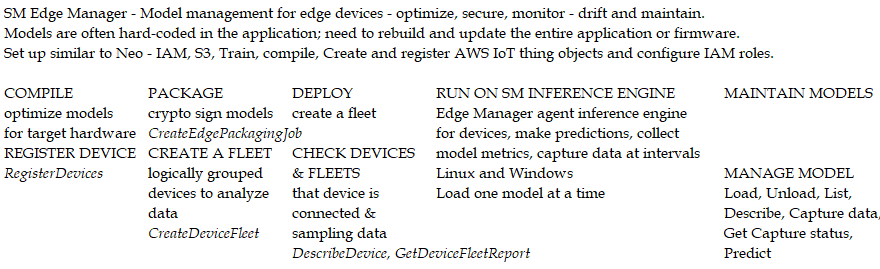 SM Edge Manager - Model management for edge devices - optimize, secure, monitor - drift and maintain.
Models are often hard-coded in the application; need to rebuild and update the entire application or firmware.
Set up similar to Neo - IAM, S3, Train, compile, Create and register AWS IoT thing objects and configure IAM roles.
COMPILE PACKAGE DEPLOY RUN ON SM INFERENCE ENGINE MAINTAIN MODELS
optimize models crypto sign models create a fleet Edge Manager agent inference engine
for target hardware CreateEdgePackagingJob for devices, make predictions, collect
REGISTER DEVICE CREATE A FLEET CHECK DEVICES model metrics, capture data at intervals
RegisterDevices logically grouped & FLEETS Linux and Windows MANAGE MODEL
devices to analyze that device is Load one model at a time Load, Unload, List,
data connected & Describe, Capture data,
CreateDeviceFleet sampling data Get Capture status,
DescribeDevice, GetDeviceFleetReport Predict